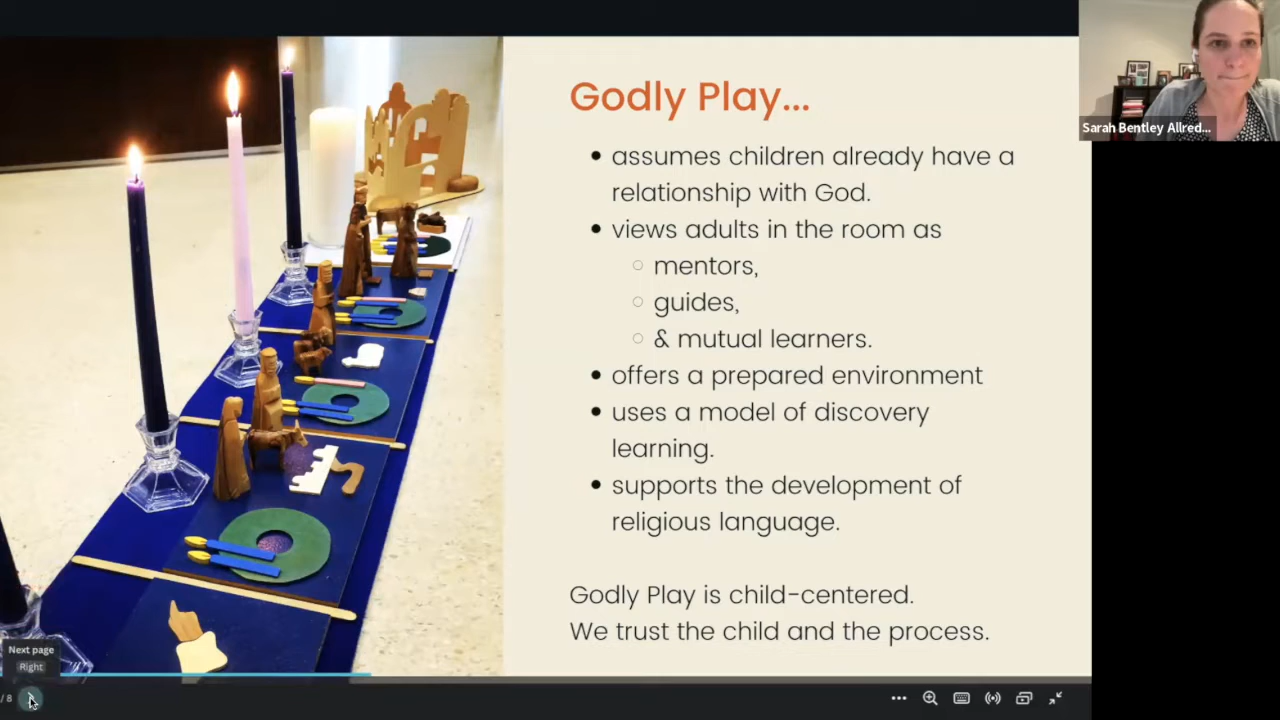 Godly Play...
• assumes children already have a
relationship with God.
• views adults in the room as
○ mentors,
○ guides,
○ & mutual learners.
• offers a prepared environment
• uses a model of discovery
learning.
• supports the development of
religious language.
Godly Play is child-centered.
We trust the child and the process.
Sarah Bentley Allred...
Next page
Right
/ 8